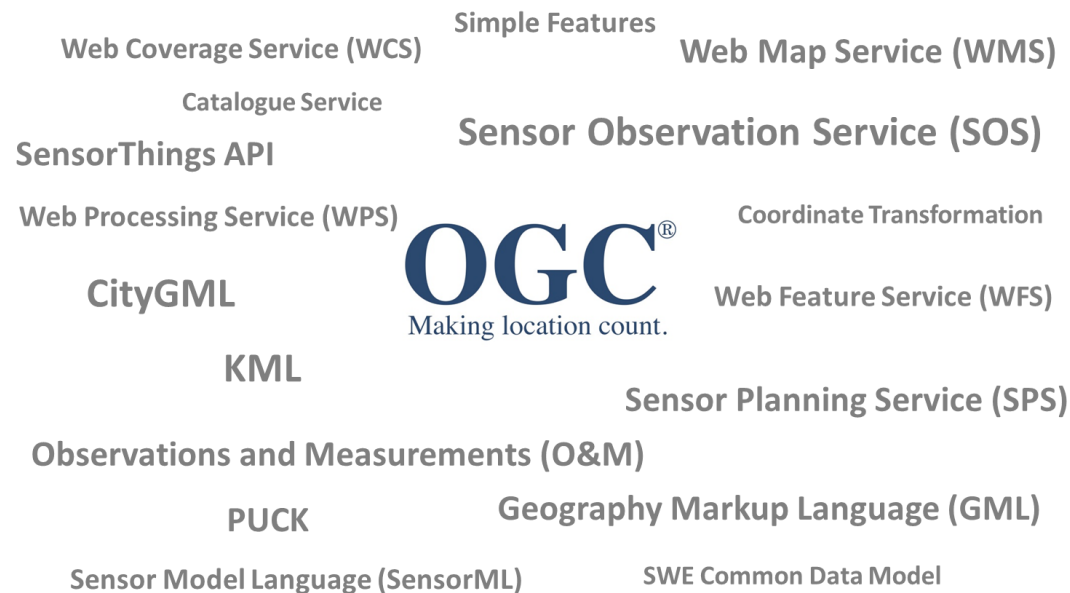 Simple Features
Web Coverage Service (WCS)
Web Map Service (WMS)
Catalogue Service
Sensor Observation Service (SOS)
SensorThings API
Web Processing Service (WPS)
Coordinate Transformation
OGC®
Making location count.
CityGML
Web Feature Service (WFS)
KML
Sensor Planning Service (SPS)
Observations and Measurements (O&M)
Geography Markup Language (GML)
PUCK
Sensor Model Language (SensorML)
SWE Common Data Model